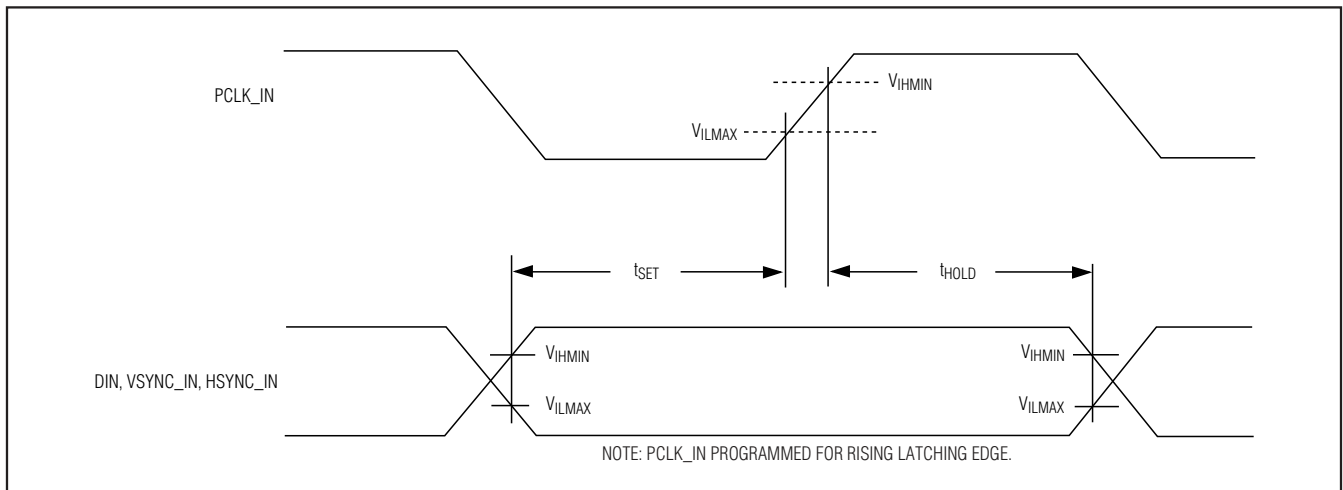 PCLK_IN
VIHMIN
VILMAX
tSET
tHOLD
DIN, VSYNC_IN, HSYNC_IN
VIHMIN
VIHMIN
VILMAX
VILMAX
NOTE: PCLK_IN PROGRAMMED FOR RISING LATCHING EDGE.